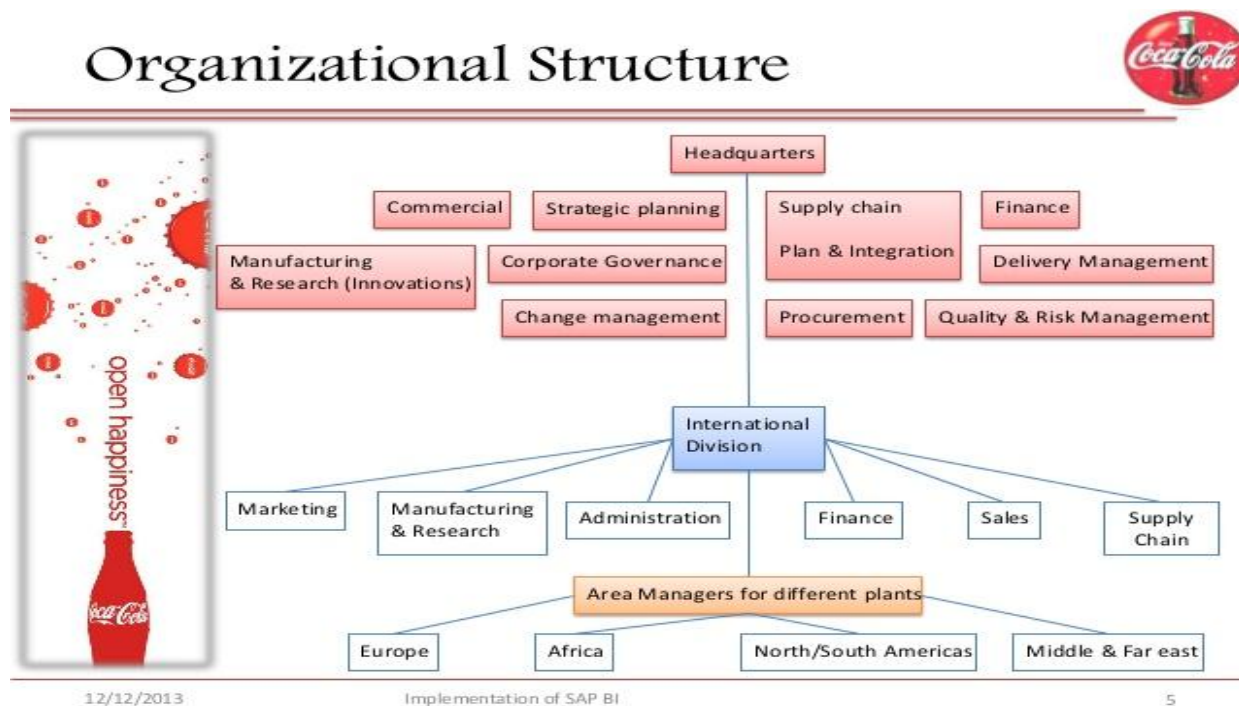 Organizational Structure
Coca-Cola
Headquarters
Commercial
Strategic planning
Supply chain
Plan & Integration
Finance
Manufacturing
& Research (Innovations)
Corporate Governance
Delivery Management
Change management
Procurement
Quality & Risk Management
open happiness™
Coca-Cola
International
Division
Marketing
Manufacturing
& Research
Administration
Finance
Sales
Supply
Chain
Area Managers for different plants
Europe
Africa
North/South Americas
Middle & Far east
12/12/2013
Implementation of SAP BI
5